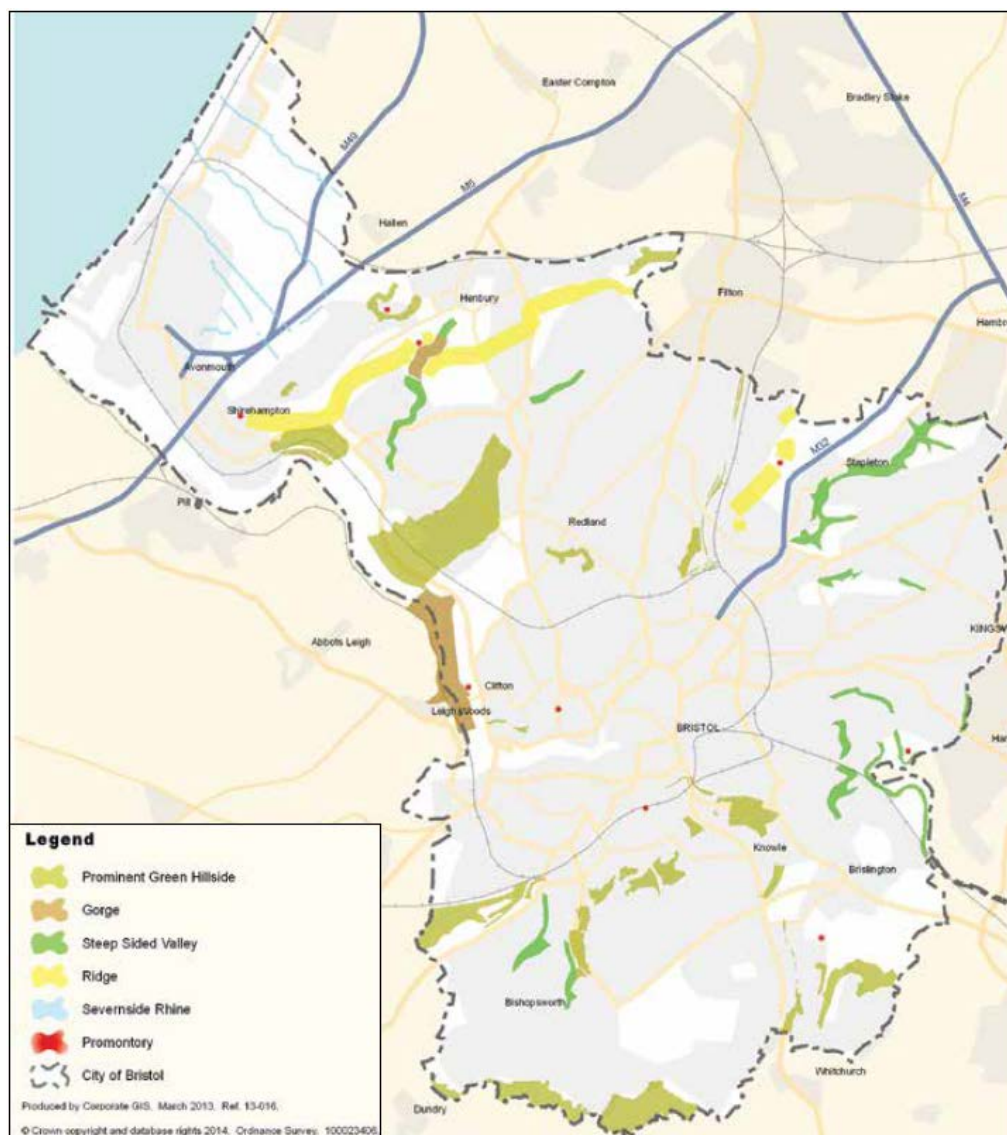 Easter Compton
Bradley Stoke
M49
M5
M4
Hallen
Henbury
Filton
Avonmouth
Shirehampton
M32
Stapleton
Pill
Redland
Abbots Leigh
Clifton
Leigh Woods
BRISTOL
KINGSW
Knowle
Brislington
Bishopsworth
Whitchurch
Dundry
Legend
Prominent Green Hillside
Gorge
Steep Sided Valley
Ridge
Severnside Rhine
Promontory
City of Bristol
Produced by Corporate GIS. March 2013. Ref. 13-016.
© Crown copyright and database rights 2014. Ordnance Survey. 100023406.